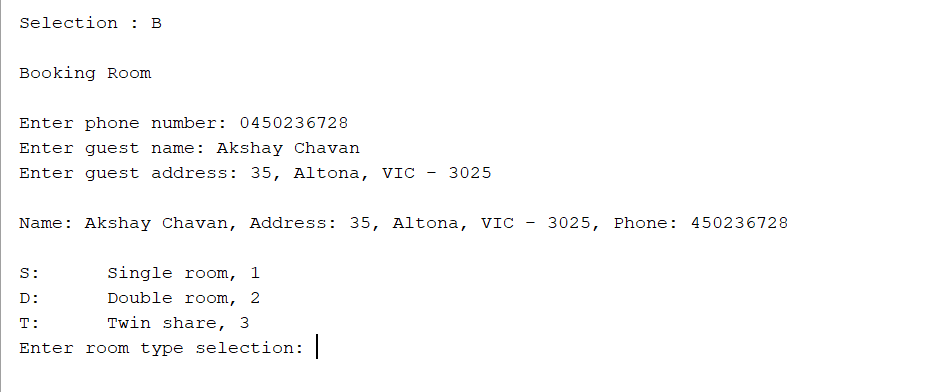 Selection : B
Booking Room
Enter phone number: 0450236728
Enter guest name: Akshay Chavan
Enter guest address: 35, Altona, VIC - 3025
Name: Akshay Chavan, Address: 35, Altona, VIC - 3025, Phone: 450236728
S: Single room, 1
D: Double room, 2
T: Twin share, 3
Enter room type selection: